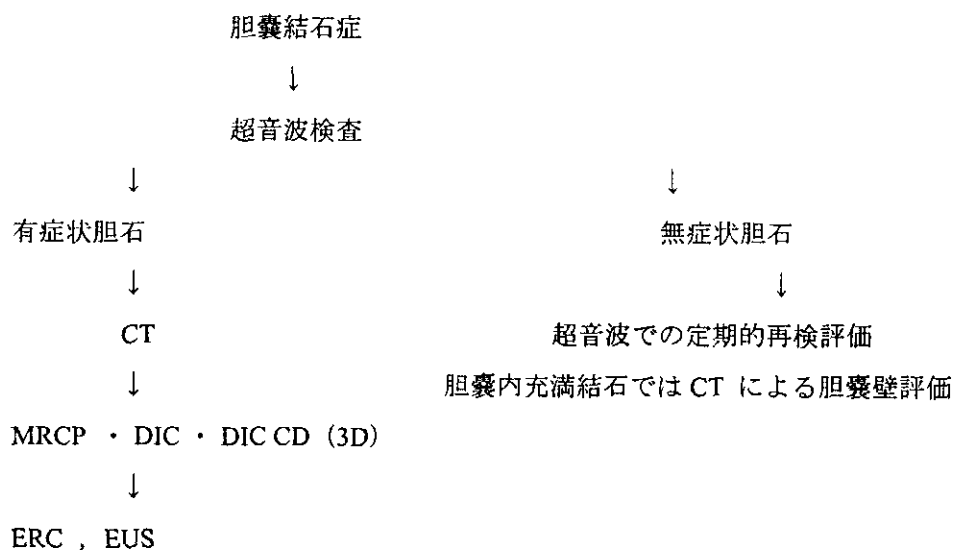 胆嚢結石症
↓
超音波検査
↓ ↓
有症状胆石 無症状胆石
↓ ↓
CT 超音波での定期的再検評価
↓ 胆嚢内充満結石では CT による胆嚢壁評価
MRCP ・ DIC ・ DIC CD (3D)
↓
ERC , EUS